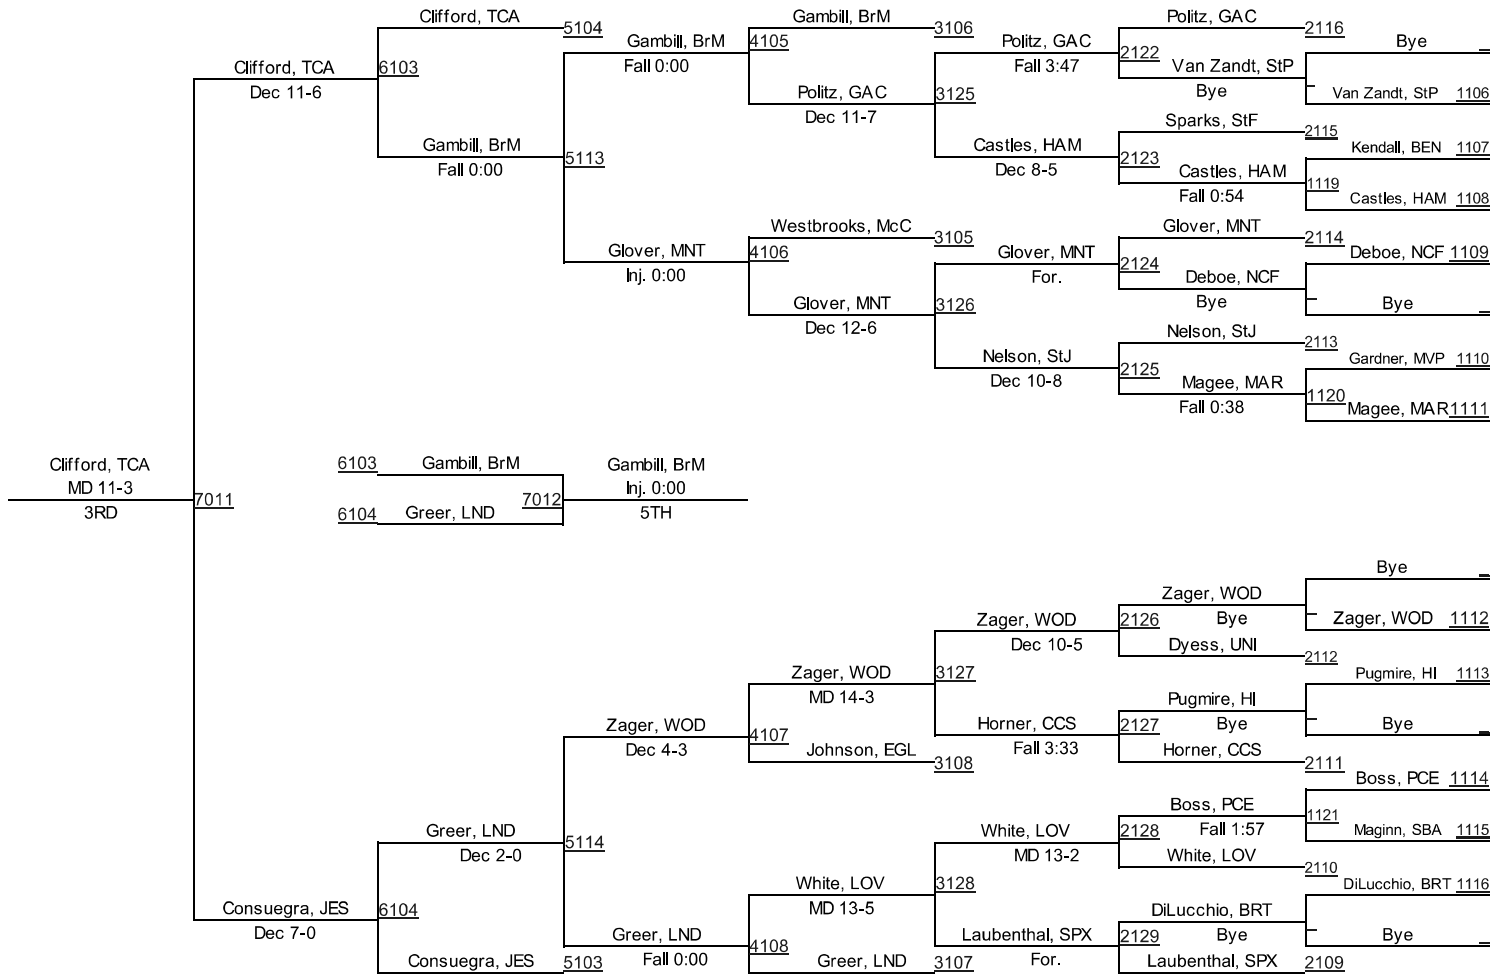 Clifford, TCA
5104
Gambill, BrM
3106
Politz, GAC
2116
Gambill, BrM
4105
Politz, GAC
2122
Bye
Clifford, TCA
6103
Fall 0:00
Fall 3:47
Van Zandt, StP
Dec 11-6
Politz, GAC
3125
Bye
Van Zandt, StP 1106
Dec 11-7
Sparks, StF
2115
Gambill, BrM
5113
Castles, HAM
2123
Kendall, BEN 1107
Fall 0:00
Dec 8-5
Castles, HAM
1119
Fall 0:54
Castles, HAM 1108
Westbrooks, McC
3105
Glover, MNT
2114
Glover, MNT
4106
Glover, MNT
2124
Deboe, NCF 1109
Inj. 0:00
For.
Deboe, NCF
Glover, MNT
3126
Bye
Bye
Dec 12-6
Nelson, StJ
2113
Nelson, StJ
2125
Gardner, MVP 1110
Dec 10-8
Magee, MAR
1120
Fall 0:38
Magee, MAR 1111
Clifford, TCA
6103
Gambill, BrM
Gambill, BrM
MD 11-3
7011
7012
Inj. 0:00
3RD
6104
Greer, LND
5TH
Bye
Zager, WOD
Zager, WOD
2126
Bye
Zager, WOD 1112
Dec 10-5
Dyess, UNI
2112
Zager, WOD
3127
Pugmire, HI 1113
MD 14-3
Pugmire, HI
Zager, WOD
4107
Horner, CCS
2127
Bye
Bye
Dec 4-3
Johnson, EGL
3108
Fall 3:33
Horner, CCS
2111
Boss, PCE 1114
Boss, PCE
1121
Greer, LND
5114
White, LOV
2128
Fall 1:57
Maginn, SBA 1115
Dec 2-0
MD 13-2
White, LOV
2110
White, LOV
3128
DiLucchio, BRT 1116
Consuegra, JES
6104
MD 13-5
DiLucchio, BRT
Dec 7-0
Greer, LND
4108
Laubenthal, SPX
2129
Bye
Bye
Consuegra, JES
5103
Fall 0:00
Greer, LND
3107
For.
Laubenthal, SPX
2109